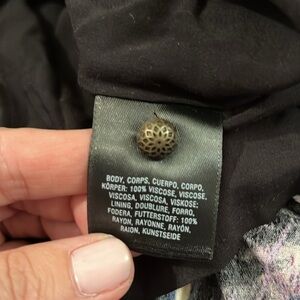 BODY, CORPS, CUERPO, CORPO,
KÖRPER: 100% VISCOSE, VISCOSE,
VISCOSA, VISCOSA, VISKOSE:
LINING, DOUBLURE, FORRO,
FODERA, FUTTERSTOFF: 100%
RAYON, RAYONNE, RAYÓN,
RAION, KUNSTSEIDE